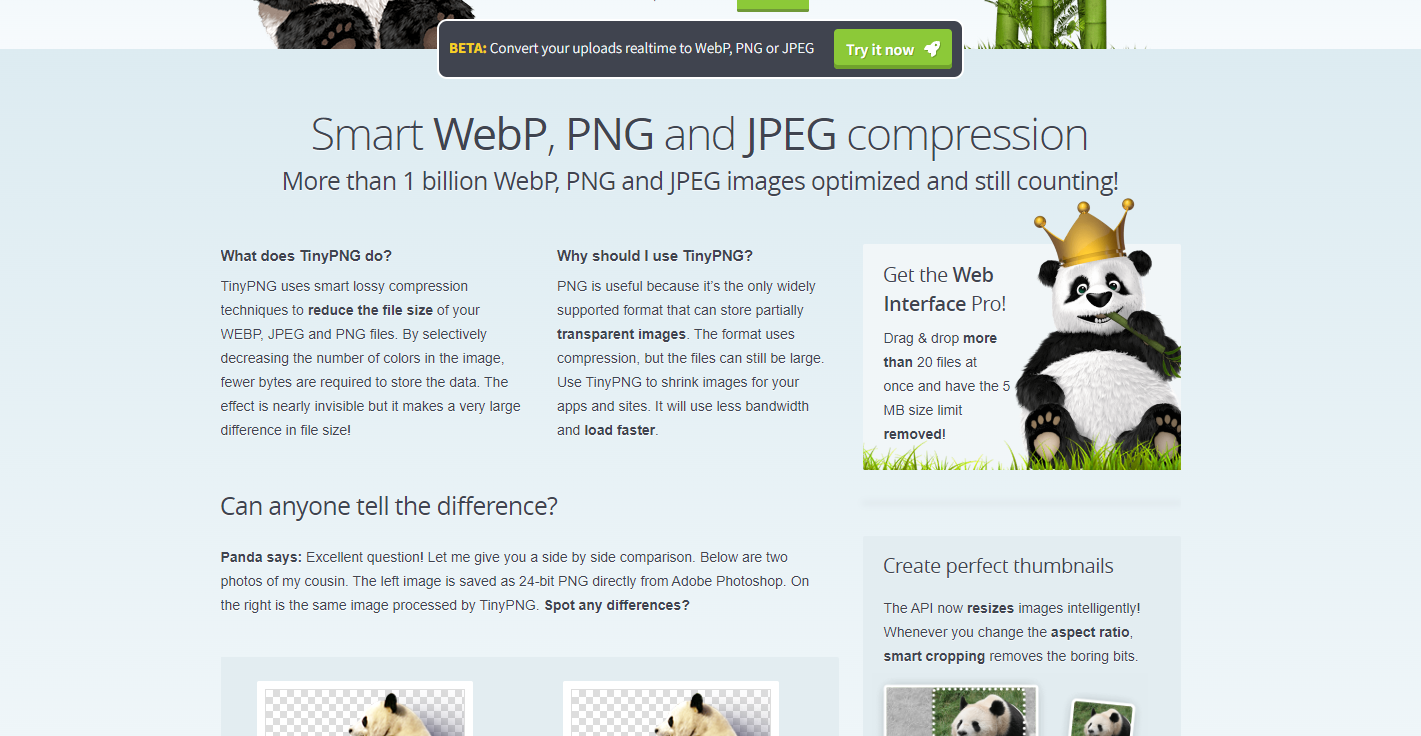 BETA: Convert your uploads realtime to WebP, PNG or JPEG
Try it now
Smart WebP, PNG and JPEG compression
More than 1 billion WebP, PNG and JPEG images optimized and still counting!
What does TinyPNG do?
TinyPNG uses smart lossy compression
techniques to reduce the file size of your
WEBP, JPEG and PNG files. By selectively
decreasing the number of colors in the image,
fewer bytes are required to store the data. The
effect is nearly invisible but it makes a very large
difference in file size!
Why should I use TinyPNG?
PNG is useful because it's the only widely
supported format that can store partially
transparent images. The format uses
compression, but the files can still be large.
Use TinyPNG to shrink images for your
apps and sites. It will use less bandwidth
and load faster.
Get the Web
Interface Pro!
Drag & drop more
than 20 files at
once and have the 5
MB size limit
removed!
Can anyone tell the difference?
Panda says: Excellent question! Let me give you a side by side comparison. Below are two
photos of my cousin. The left image is saved as 24-bit PNG directly from Adobe Photoshop. On
the right is the same image processed by TinyPNG. Spot any differences?
Create perfect thumbnails
The API now resizes images intelligently!
Whenever you change the aspect ratio,
smart cropping removes the boring bits.